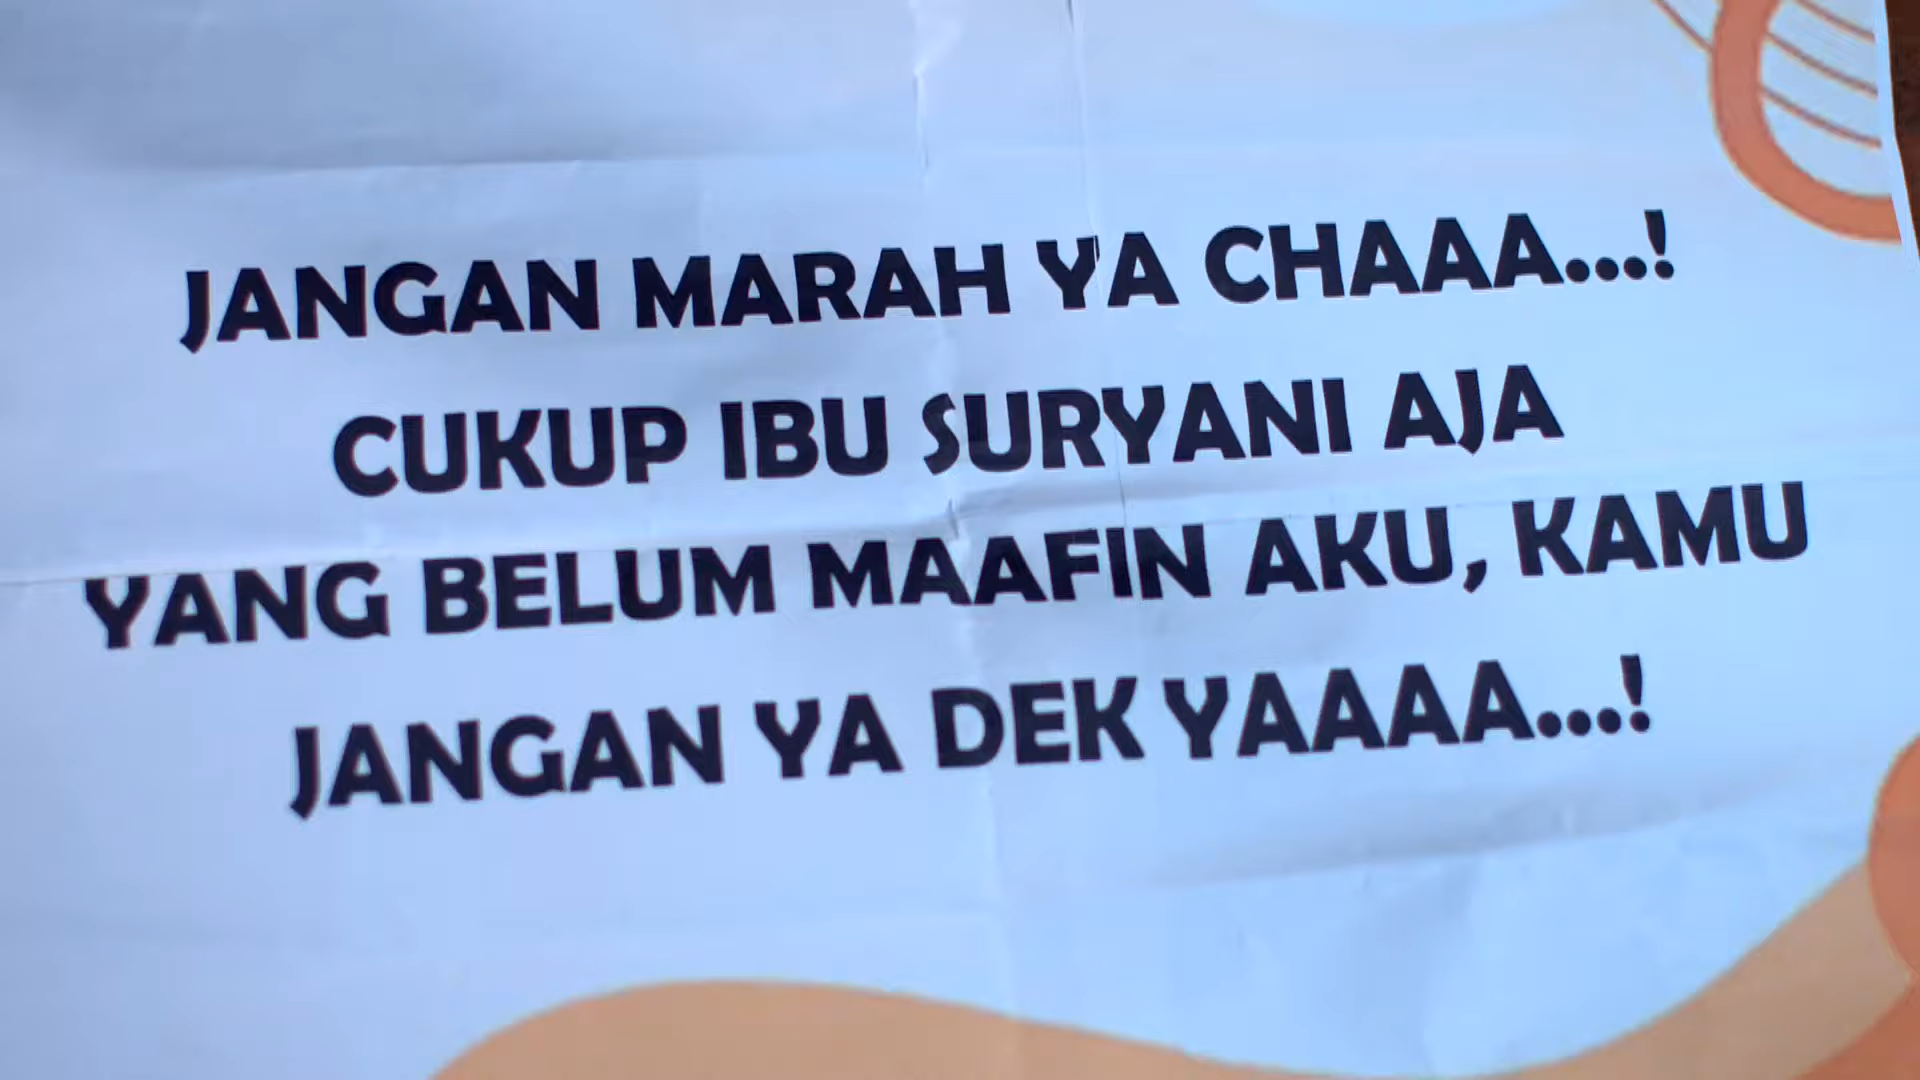 JANGAN MARAH YA CHAAA...!
CUKUP IBU SURYANI AJA
YANG BELUM MAAFIN AKU, KAMU
JANGAN YA DEK YAAAA...!